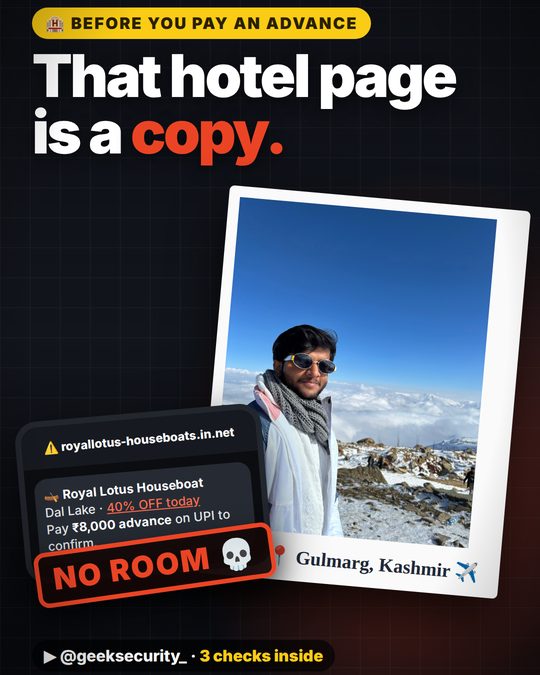 🏨 BEFORE YOU PAY AN ADVANCE
That hotel page
is a copy.
⚠️ royallotus-houseboats.in.net
🛶 Royal Lotus Houseboat
Dal Lake · 40% OFF today
Pay ₹8,000 advance on UPI to
confirm
NO ROOM 💀
📍 Gulmarg, Kashmir ✈️
▶ @geeksecurity_ · 3 checks inside